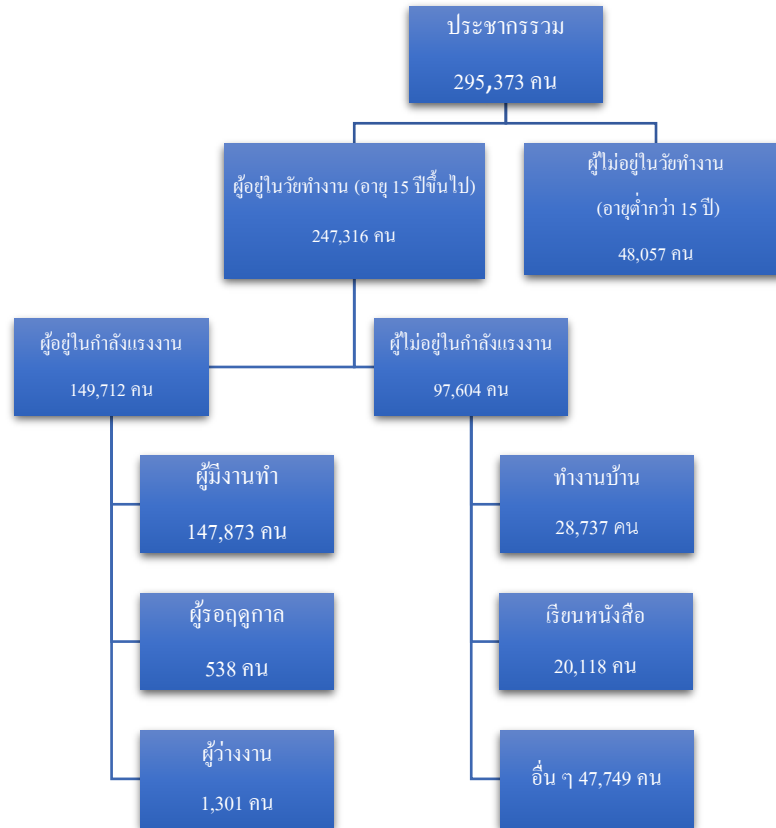 ประชากรรวม
295,373 คน
ผู้อยู่ในวัยทำงาน (อายุ 15 ปีขึ้นไป)
247,316 คน
ผู้ไม่อยู่ในวัยทำงาน
(อายุต่ำกว่า 15 ปี)
48,057 คน
ผู้อยู่ในกำลังแรงงาน
149,712 คน
ผู้ไม่อยู่ในกำลังแรงงาน
97,604 คน
ผู้มีงานทำ
147,873 คน
ผู้รอฤดูกาล
538 คน
ผู้ว่างงาน
1,301 คน
ทำงานบ้าน
28,737 คน
เรียนหนังสือ
20,118 คน
อื่น ๆ 47,749 คน